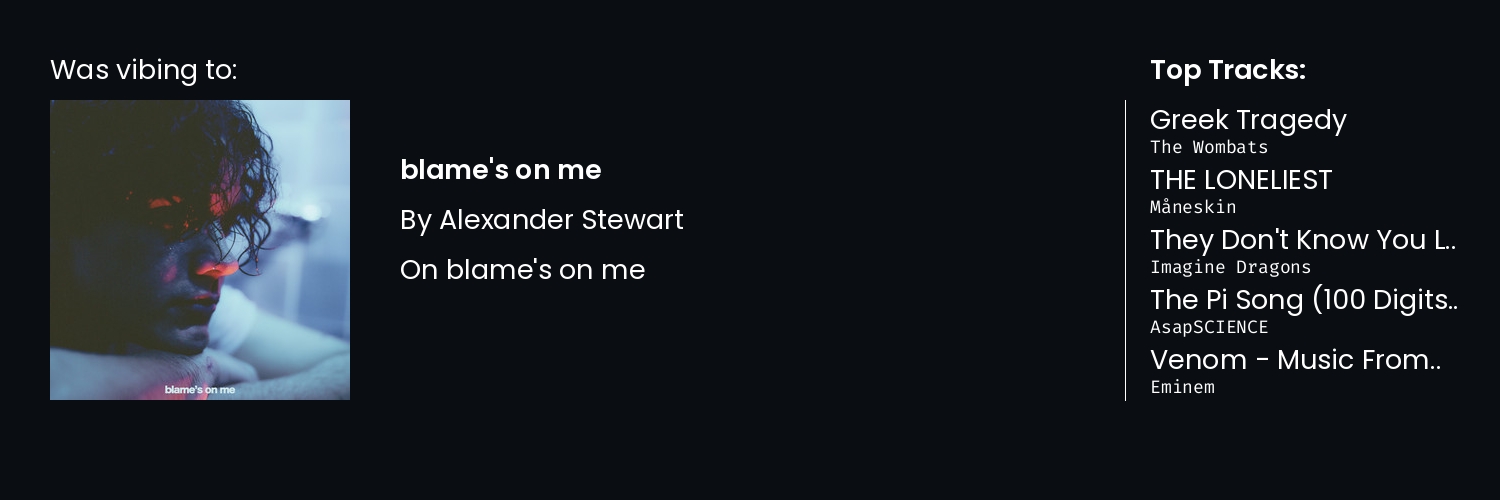 Was vibing to:
blame's on me
blame's on me
By Alexander Stewart
On blame's on me
Top Tracks:
Greek Tragedy
The Wombats
THE LONELIEST
Måneskin
They Don't Know You L..
Imagine Dragons
The Pi Song (100 Digits..
AsapSCIENCE
Venom - Music From..
Eminem